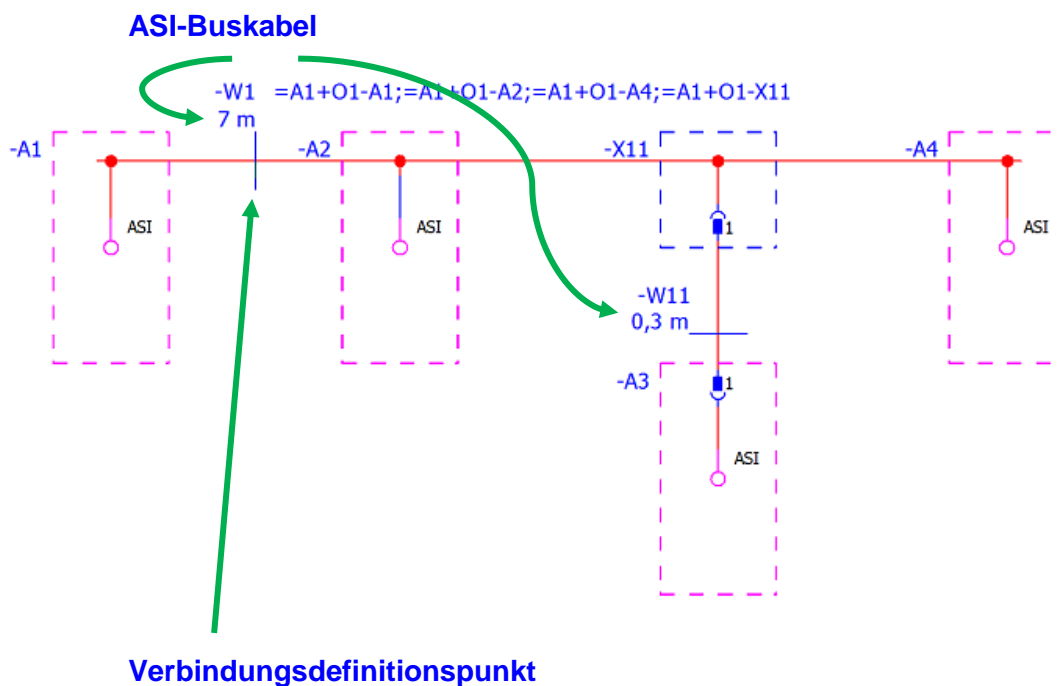 ASI-Buskabel
-W1 =A1+O1-A1;=A1+O1-A2;=A1+O1-A4;=A1+O1-X11
7 m
-A1
-A2
-X11
-A4
ASI
ASI
1
ASI
-W11
0,3 m
-A3
1
ASI
Verbindungsdefinitionspunkt